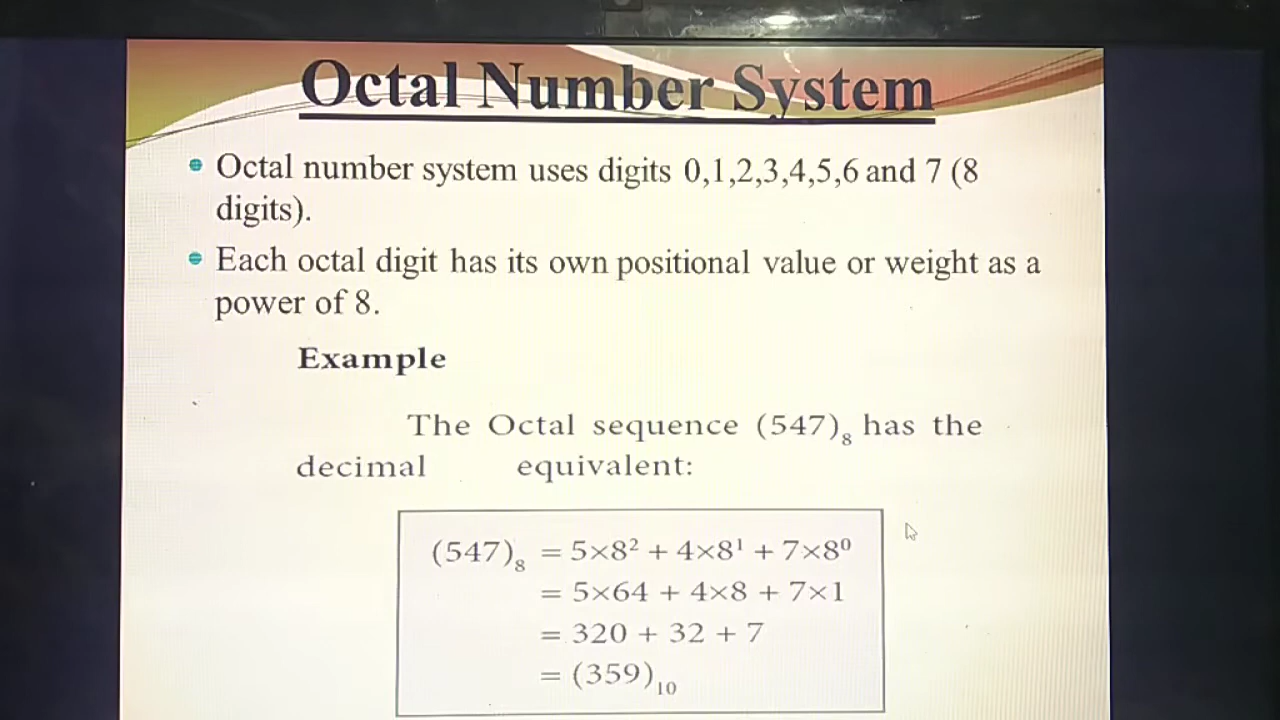 Octal Number System
• Octal number system uses digits 0,1,2,3,4,5,6 and 7 (8
digits).
• Each octal digit has its own positional value or weight as a
power of 8.
Example
The Octal sequence (547)₈ has the
decimal equivalent:
(547)₈ = 5×8² + 4×8¹ + 7×8⁰
= 5×64 + 4×8 + 7×1
= 320 + 32 + 7
= (359)₁₀